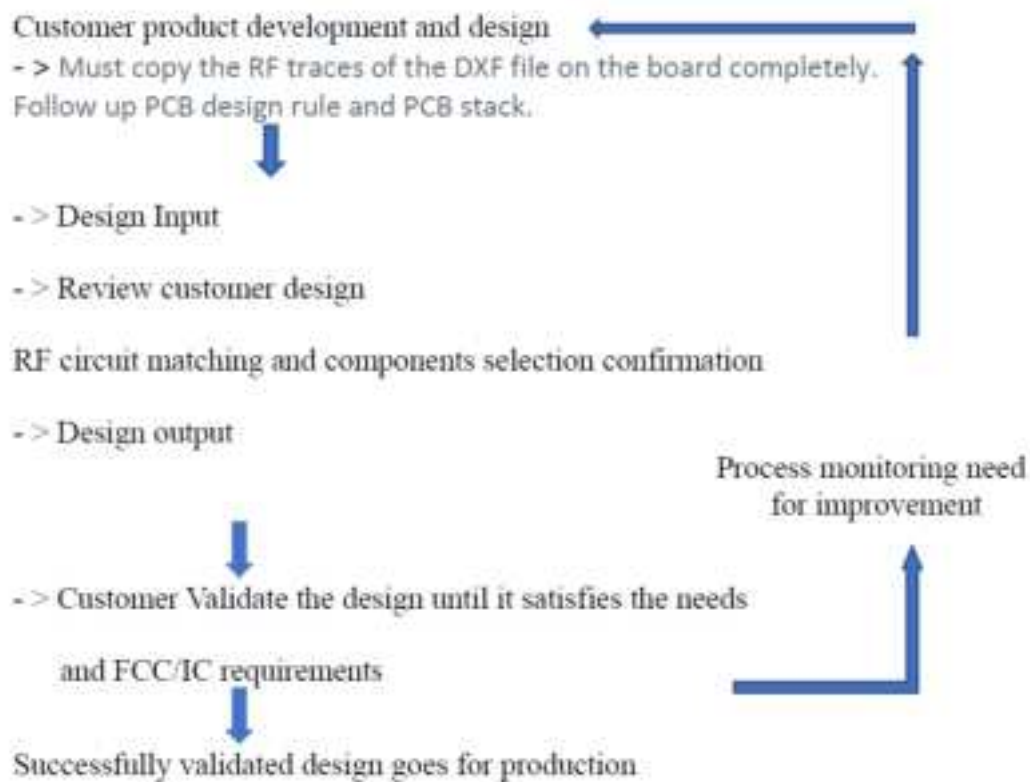 Customer product development and design
- > Must copy the RF traces of the DXF file on the board completely.
Follow up PCB design rule and PCB stack.
- > Design Input
- > Review customer design
RF circuit matching and components selection confirmation
- > Design output
Process monitoring need
for improvement
- > Customer Validate the design until it satisfies the needs
and FCC/IC requirements
Successfully validated design goes for production